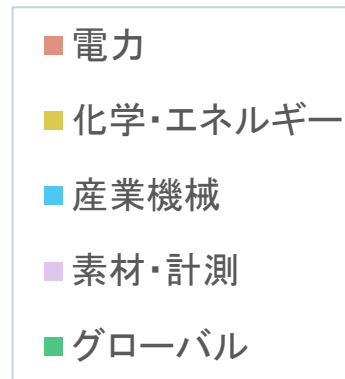 電力
化学・エネルギー
産業機械
素材・計測
グローバル